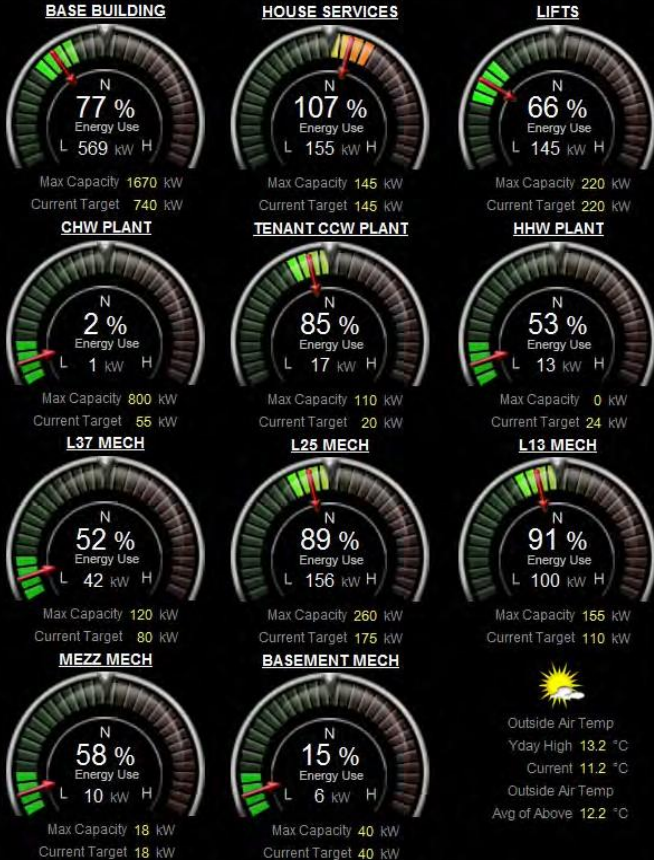 BASE BUILDING
N
77 %
Energy Use
L 569 kW H
Max Capacity 1670 kW
Current Target 740 kW
HOUSE SERVICES
N
107 %
Energy Use
L 155 kW H
Max Capacity 145 kW
Current Target 145 kW
LIFTS
N
66 %
Energy Use
L 145 kW H
Max Capacity 220 kW
Current Target 220 kW
CHW PLANT
N
2 %
Energy Use
L 1 kW H
Max Capacity 800 kW
Current Target 55 kW
TENANT CCW PLANT
N
85 %
Energy Use
L 17 kW H
Max Capacity 110 kW
Current Target 20 kW
HHW PLANT
N
53 %
Energy Use
L 13 kW H
Max Capacity 0 kW
Current Target 24 kW
L37 MECH
N
52 %
Energy Use
L 42 kW H
Max Capacity 120 kW
Current Target 80 kW
L25 MECH
N
89 %
Energy Use
L 156 kW H
Max Capacity 260 kW
Current Target 175 kW
L13 MECH
N
91 %
Energy Use
L 100 kW H
Max Capacity 155 kW
Current Target 110 kW
MEZZ MECH
N
58 %
Energy Use
L 10 kW H
Max Capacity 18 kW
Current Target 18 kW
BASEMENT MECH
N
15 %
Energy Use
L 6 kW H
Max Capacity 40 kW
Current Target 40 kW
Outside Air Temp
Yday High 13.2 °C
Current 11.2 °C
Outside Air Temp
Avg of Above 12.2 °C